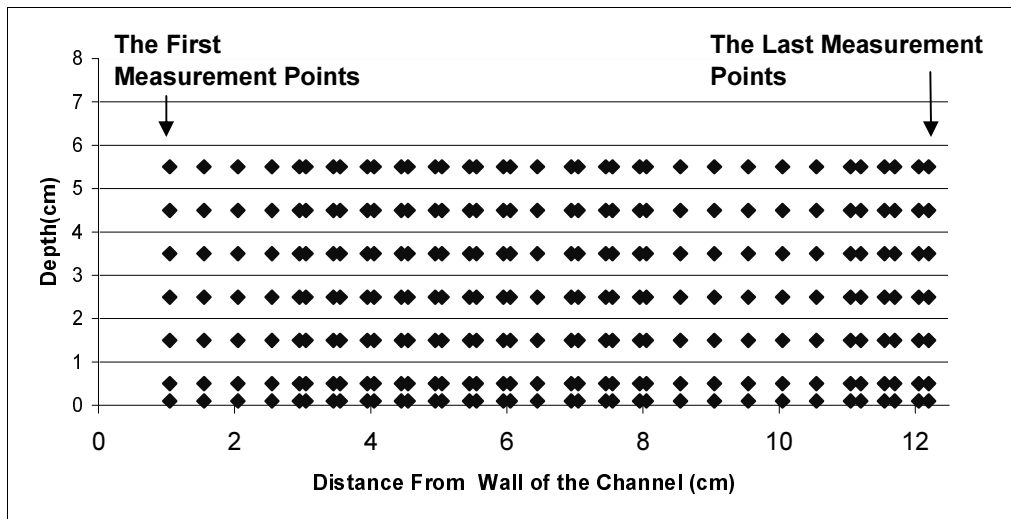 The First
Measurement Points
The Last Measurement
Points
8
7
6
5
4
3
2
1
0
Depth(cm)
0 2 4 6 8 10 12
Distance From Wall of the Channel (cm)